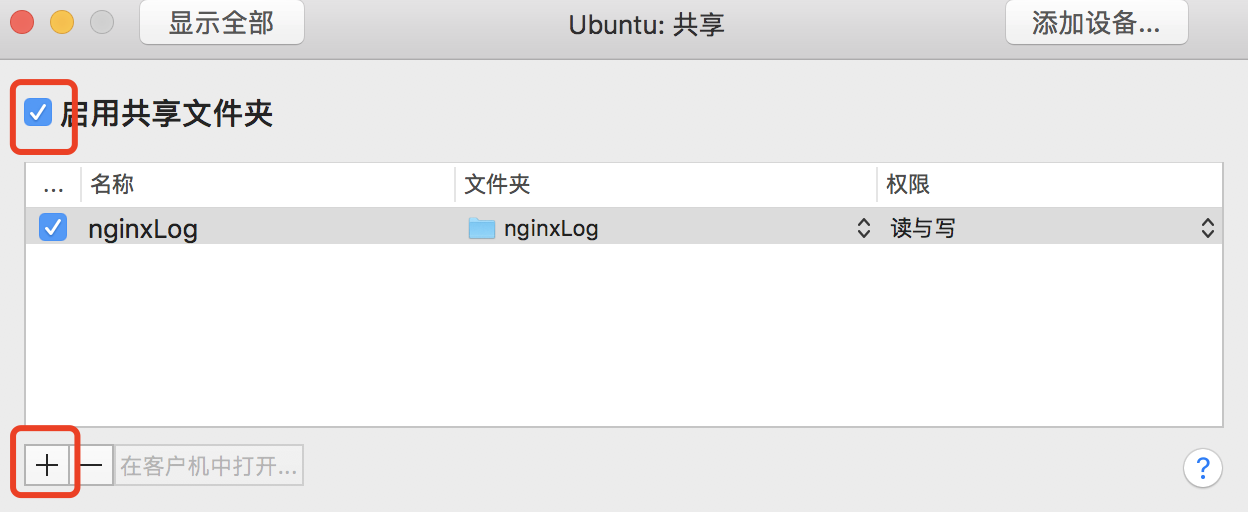 显示全部 Ubuntu: 共享 添加设备...
启用共享文件夹
... 名称 文件夹 权限
nginxLog nginxLog 读与写
在客户机中打开... ?